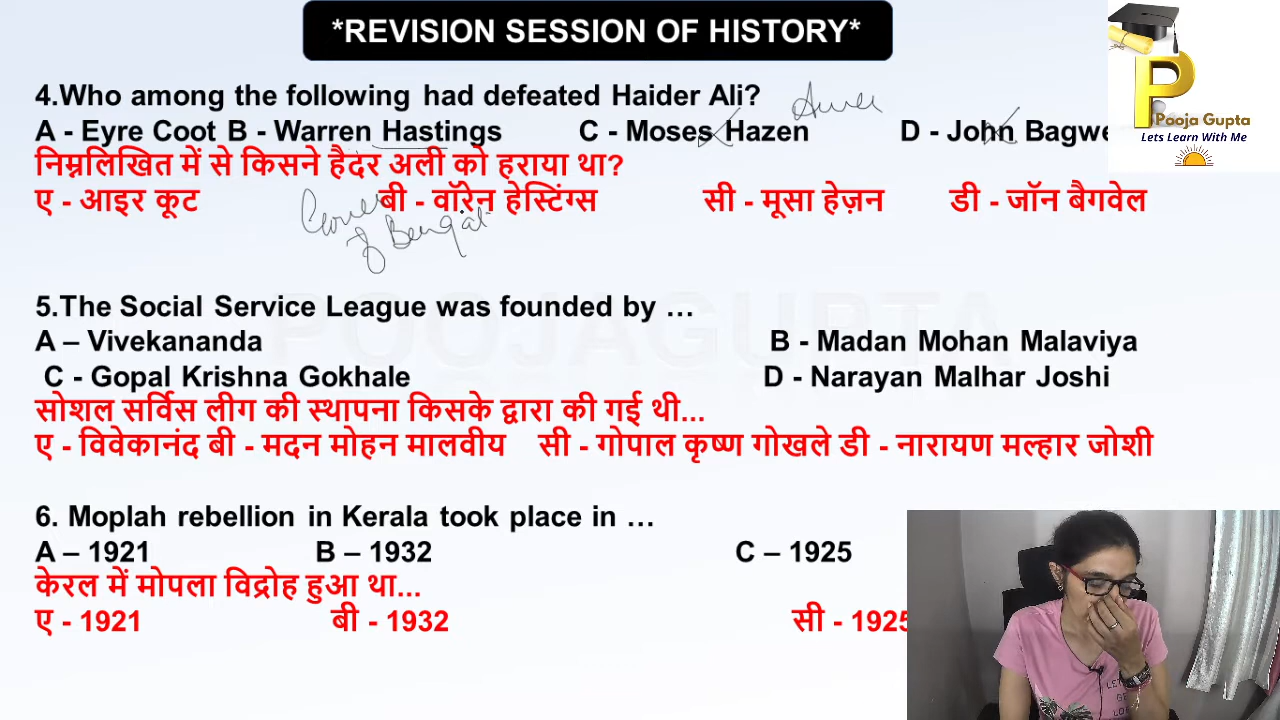 *REVISION SESSION OF HISTORY*
P
Pooja Gupta
Lets Learn With Me
4.Who among the following had defeated Haider Ali?
A - Eyre Coot B - Warren Hastings C - Moses Hazen D - John Bagwe
निम्नलिखित में से किसने हैदर अली को हराया था?
ए - आइर कूट बी - वॉरेन हेस्टिंग्स सी - मूसा हेज़न डी - जॉन बैगवेल
of Bengal
5.The Social Service League was founded by …
A – Vivekananda B - Madan Mohan Malaviya
C - Gopal Krishna Gokhale D - Narayan Malhar Joshi
सोशल सर्विस लीग की स्थापना किसके द्वारा की गई थी...
ए - विवेकानंद बी - मदन मोहन मालवीय सी - गोपाल कृष्ण गोखले डी - नारायण मल्हार जोशी
POOJAGUPTA
6. Moplah rebellion in Kerala took place in …
A – 1921 B – 1932 C – 1925
केरल में मोपला विद्रोह हुआ था...
ए - 1921 बी - 1932 सी - 1925